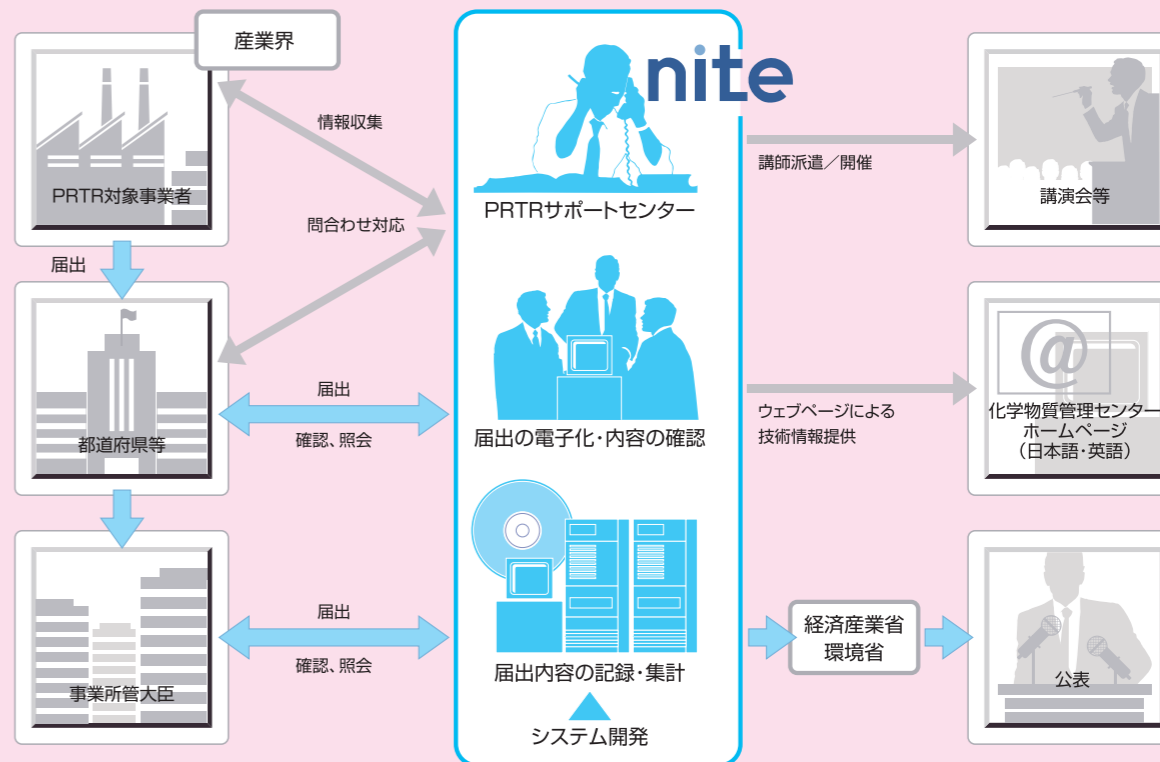 産業界
nite
PRTR対象事業者
情報収集
PRTRサポートセンター
講師派遣／開催
講演会等
問合わせ対応
届出
都道府県等
届出
確認、照会
届出の電子化・内容の確認
ウェブページによる
技術情報提供
化学物質管理センター
ホームページ
（日本語・英語）
@
事業所管大臣
届出
確認、照会
届出内容の記録・集計
システム開発
経済産業省
環境省
公表